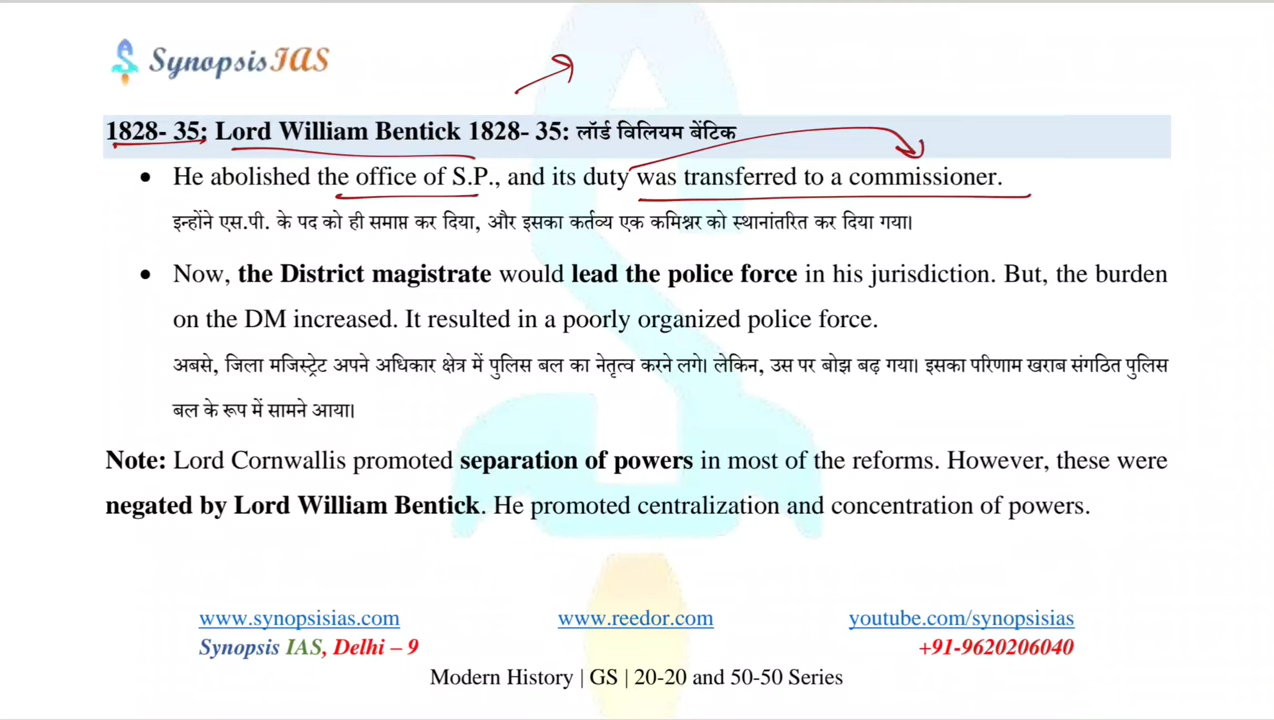 Synopsis IAS
1828- 35; Lord William Bentick 1828- 35: लॉर्ड विलियम बेंटिक
• He abolished the office of S.P., and its duty was transferred to a commissioner.
इन्होंने एस.पी. के पद को ही समाप्त कर दिया, और इसका कर्तव्य एक कमिश्नर को स्थानांतरित कर दिया गया।
• Now, the District magistrate would lead the police force in his jurisdiction. But, the burden
on the DM increased. It resulted in a poorly organized police force.
अबसे, जिला मजिस्ट्रेट अपने अधिकार क्षेत्र में पुलिस बल का नेतृत्व करने लगे। लेकिन, उस पर बोझ बढ़ गया। इसका परिणाम खराब संगठित पुलिस
बल के रूप में सामने आया।
Note: Lord Cornwallis promoted separation of powers in most of the reforms. However, these were
negated by Lord William Bentick. He promoted centralization and concentration of powers.
www.synopsisias.com www.reedor.com youtube.com/synopsisias
Synopsis IAS, Delhi – 9 +91-9620206040
Modern History | GS | 20-20 and 50-50 Series